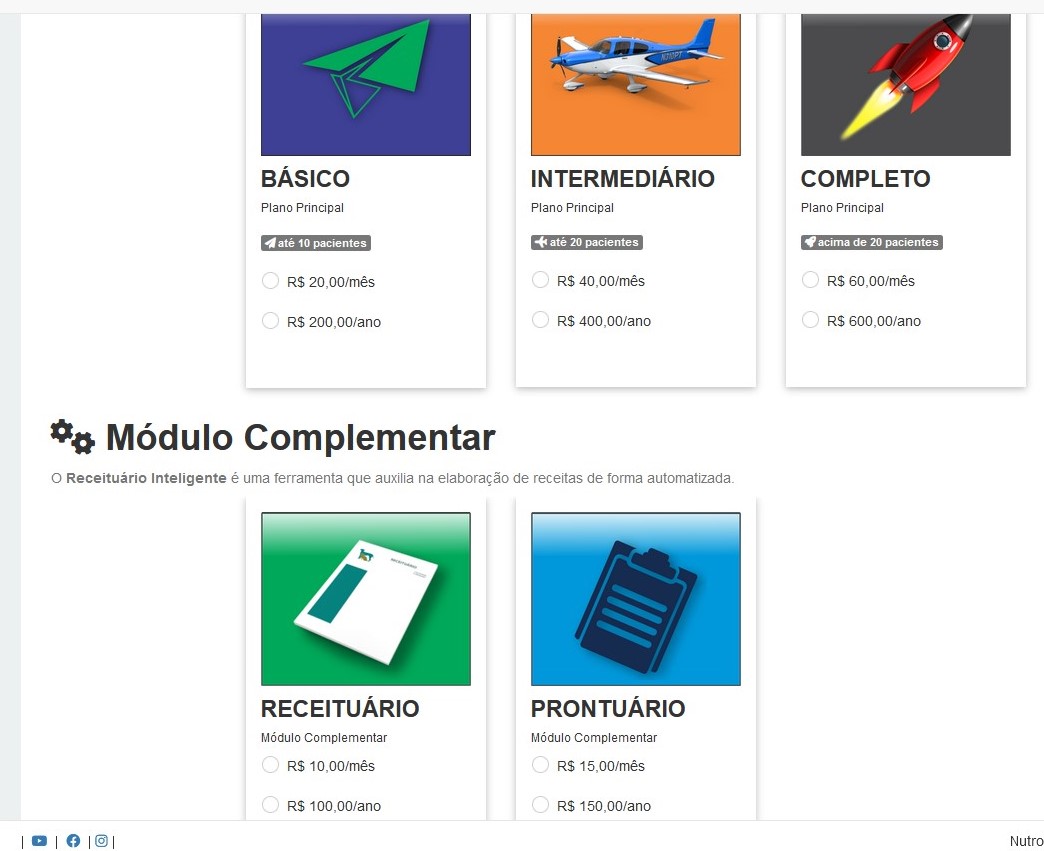 N310PT
BÁSICO
Plano Principal
até 10 pacientes
R$ 20,00/mês
R$ 200,00/ano
INTERMEDIÁRIO
Plano Principal
até 20 pacientes
R$ 40,00/mês
R$ 400,00/ano
COMPLETO
Plano Principal
acima de 20 pacientes
R$ 60,00/mês
R$ 600,00/ano
Módulo Complementar
O Receituário Inteligente é uma ferramenta que auxilia na elaboração de receitas de forma automatizada.
RECEITUÁRIO
RECEITUÁRIO
Módulo Complementar
R$ 10,00/mês
R$ 100,00/ano
PRONTUÁRIO
Módulo Complementar
R$ 15,00/mês
R$ 150,00/ano
| | | |
Nutro